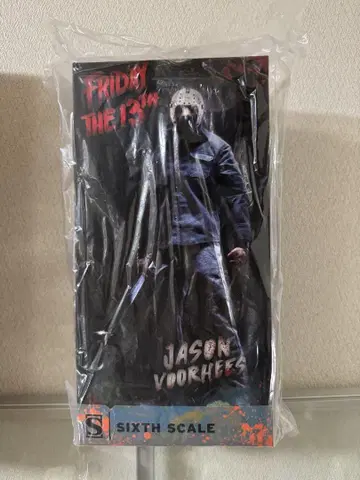 FRIDAY
THE 13TH
JASON
VOORHEES
S
SIXTH SCALE